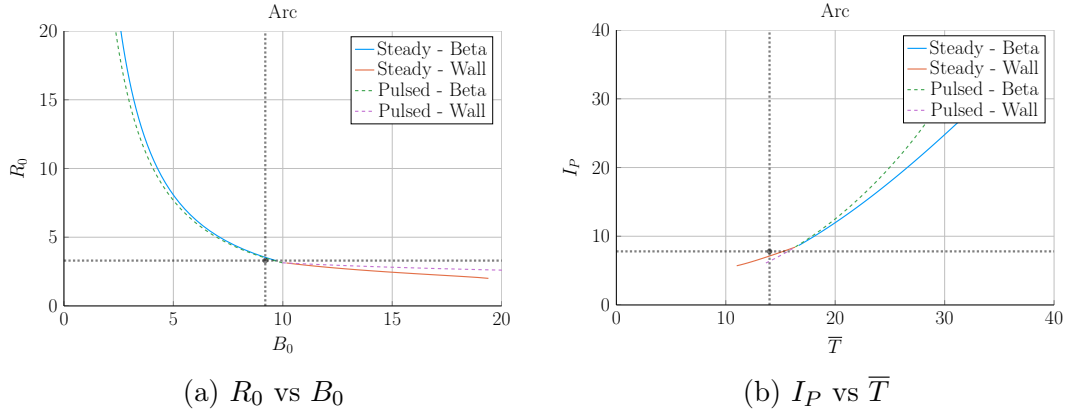 Arc
20
15
10
5
0
R₀
0 5 10 15 20
B₀
Steady - Beta
Steady - Wall
Pulsed - Beta
Pulsed - Wall
(a) R₀ vs B₀
Arc
40
30
20
10
0
I_P
0 10 20 30 40
T̅
Steady - Beta
Steady - Wall
Pulsed - Beta
Pulsed - Wall
(b) I_P vs T̅